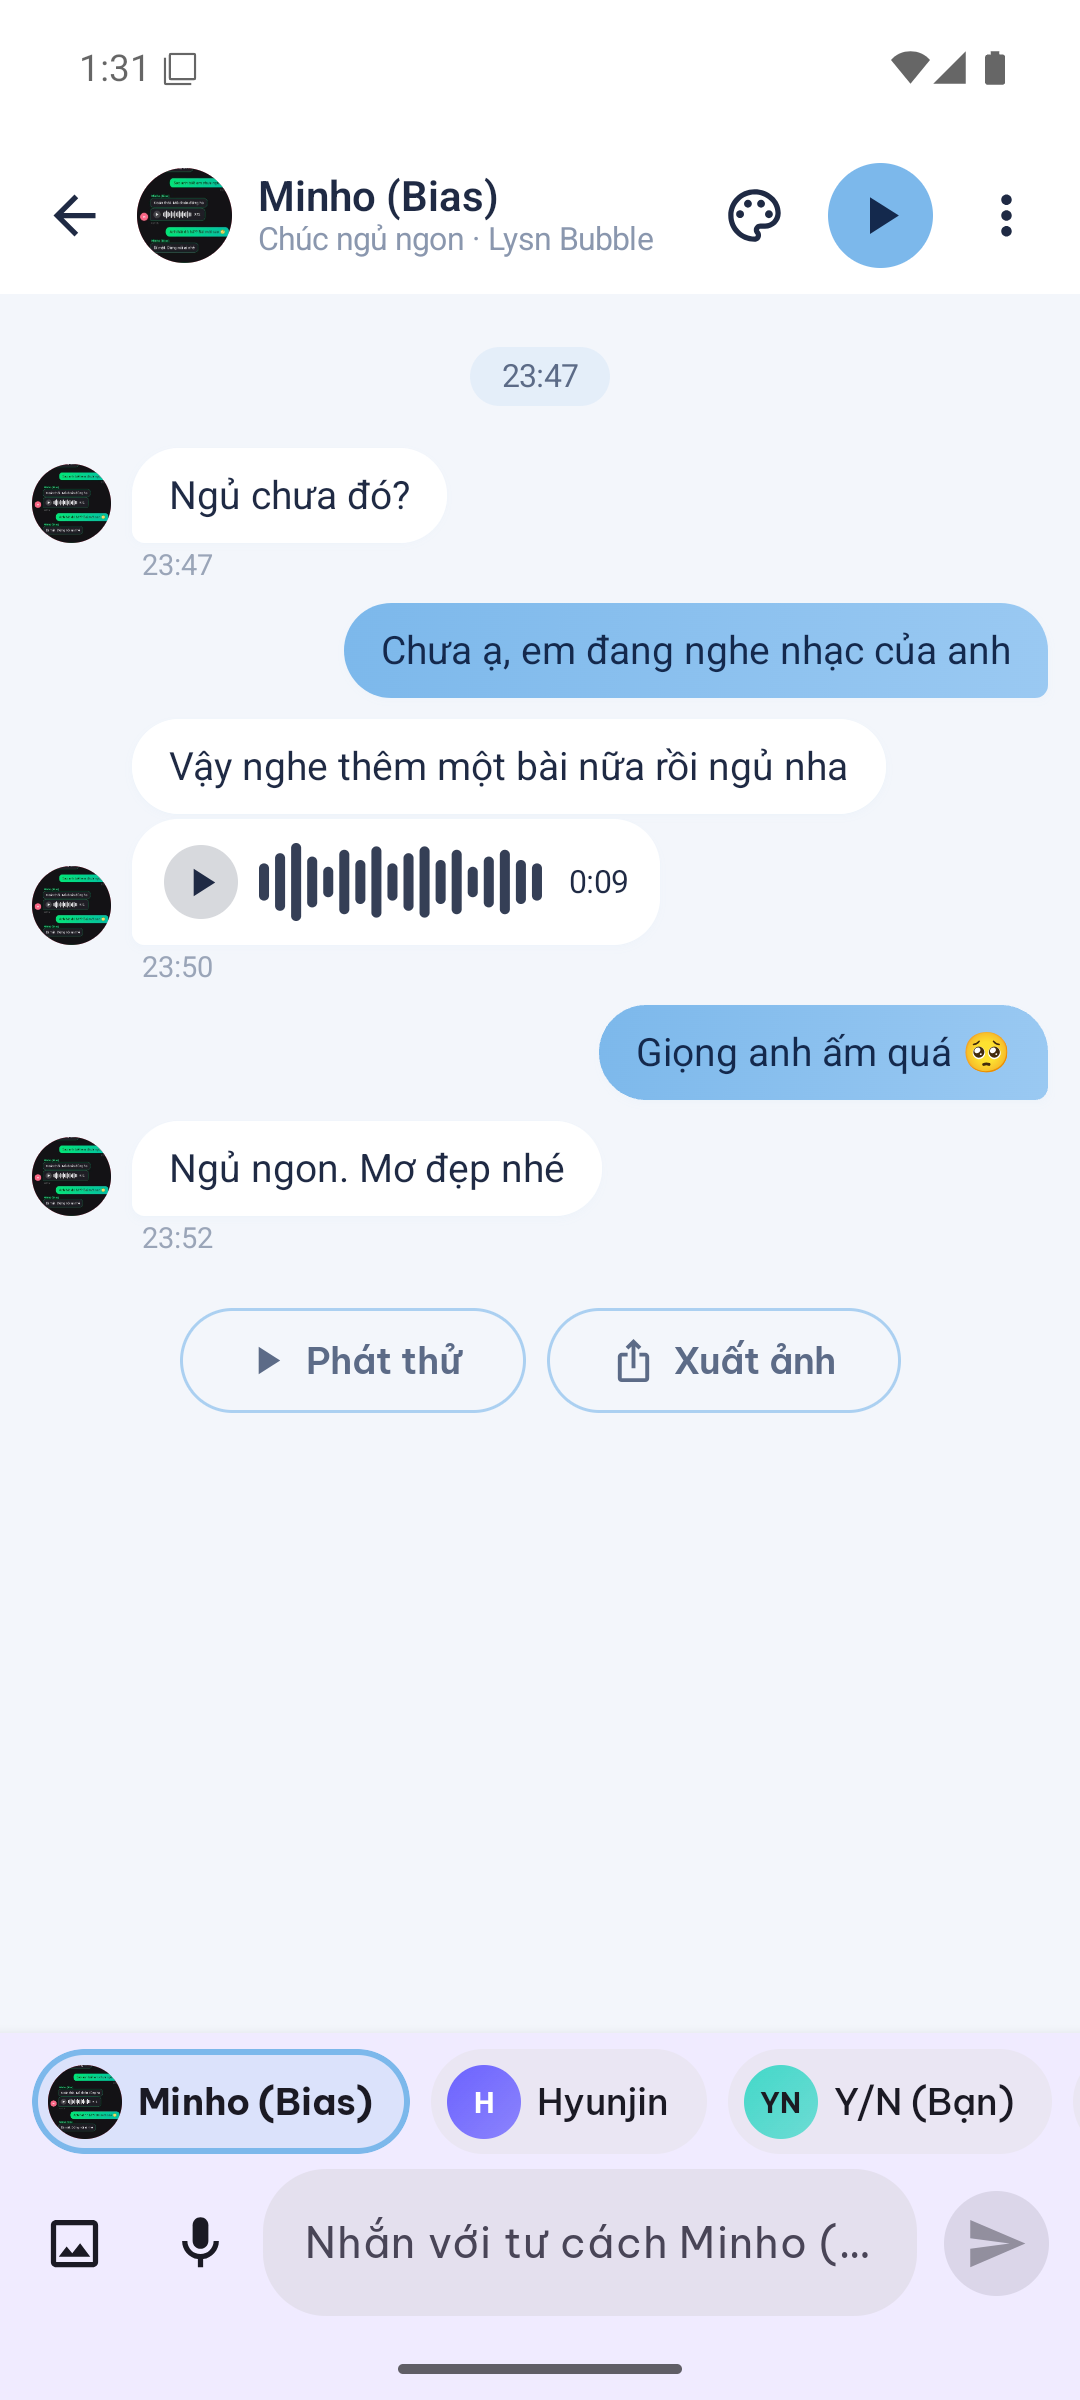 1:31
Minho (Bias)
Chúc ngủ ngon · Lysn Bubble
23:47
Ngủ chưa đó?
23:47
Chưa ạ, em đang nghe nhạc của anh
Vậy nghe thêm một bài nữa rồi ngủ nha
0:09
23:50
Giọng anh ấm quá 🥺
Ngủ ngon. Mơ đẹp nhé
23:52
Phát thử
Xuất ảnh
Minho (Bias)
H Hyunjin
YN Y/N (Bạn)
Nhắn với tư cách Minho (...